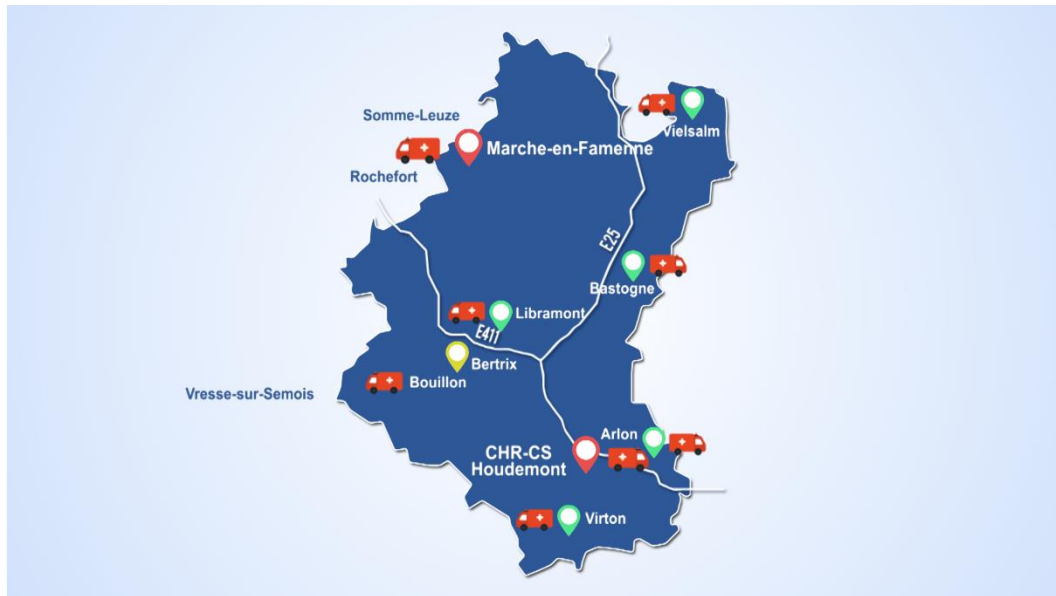 Somme-Leuze
Vielsalm
Marche-en-Famenne
Rochefort
E25
Bastogne
Libramont
E411
Bertrix
Bouillon
Vresse-sur-Semois
Arlon
CHR-CS
Houdemont
Virton